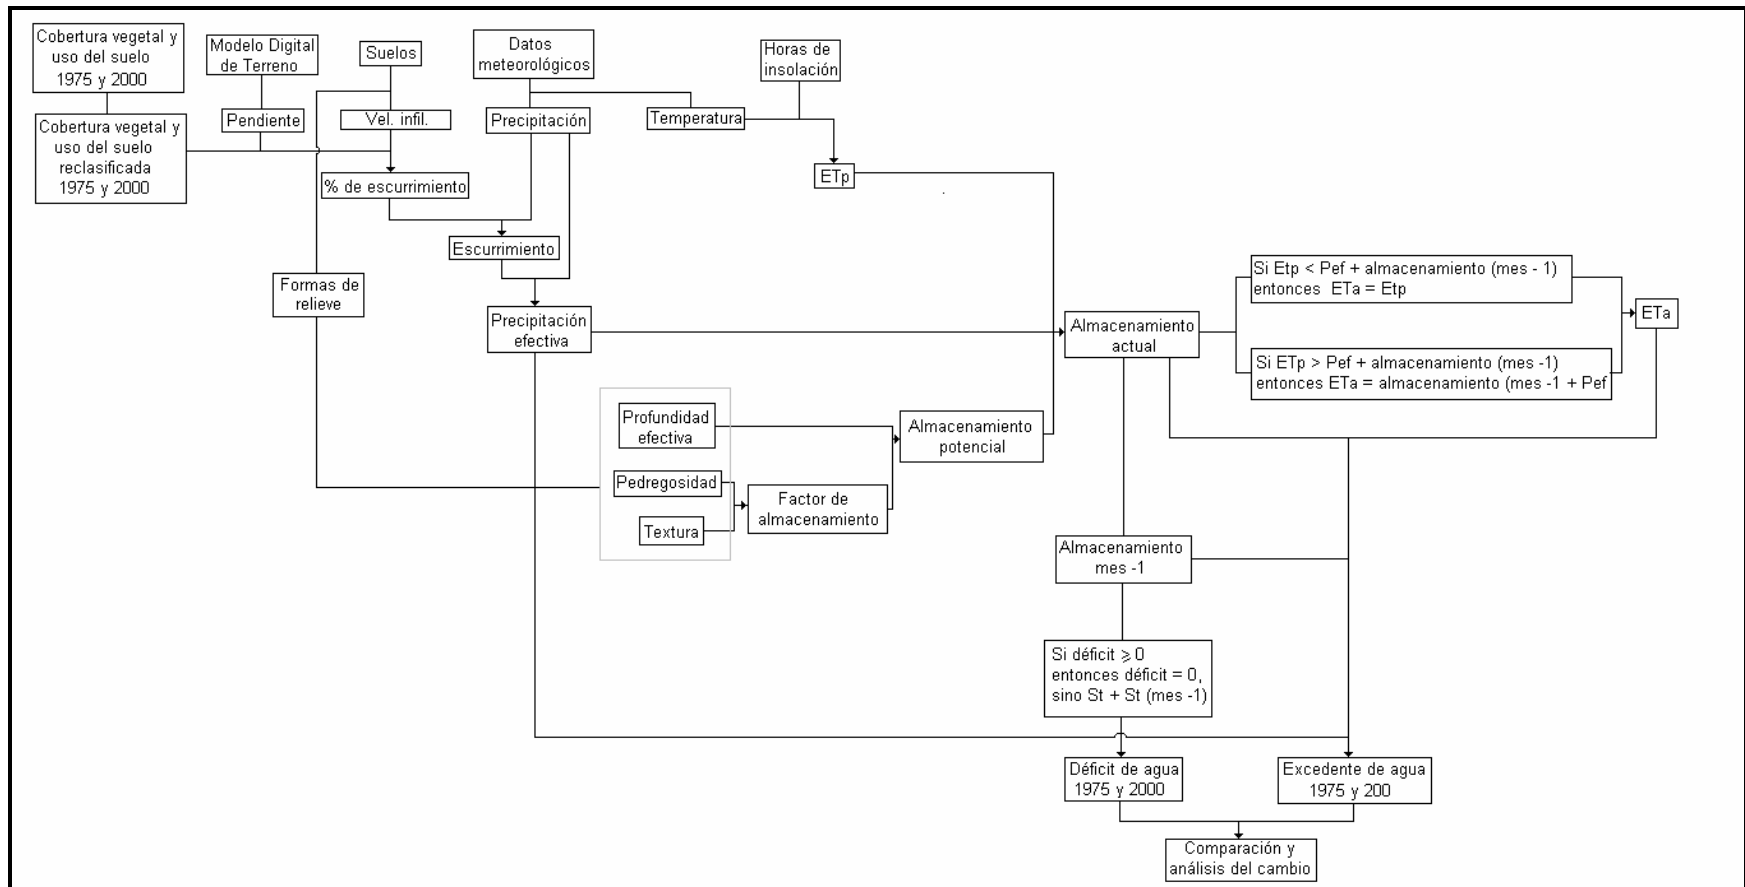 Cobertura vegetal y
uso del suelo
1975 y 2000
Modelo Digital
de Terreno
Suelos
Datos
meteorológicos
Horas de
insolación
Cobertura vegetal y
uso del suelo
reclasificada
1975 y 2000
Pendiente
Vel. infil.
Precipitación
Temperatura
% de escurrimiento
ETp
Escurrimiento
Formas de
relieve
Precipitación
efectiva
Almacenamiento
actual
Si Etp < Pef + almacenamiento (mes - 1)
entonces ETa = Etp
ETa
Si ETp > Pef + almacenamiento (mes -1)
entonces ETa = almacenamiento (mes -1 + Pef
Profundidad
efectiva
Pedregosidad
Textura
Factor de
almacenamiento
Almacenamiento
potencial
Almacenamiento
mes -1
Si déficit ⩾ 0
entonces déficit = 0,
sino St + St (mes -1)
Déficit de agua
1975 y 2000
Excedente de agua
1975 y 200
Comparación y
análisis del cambio